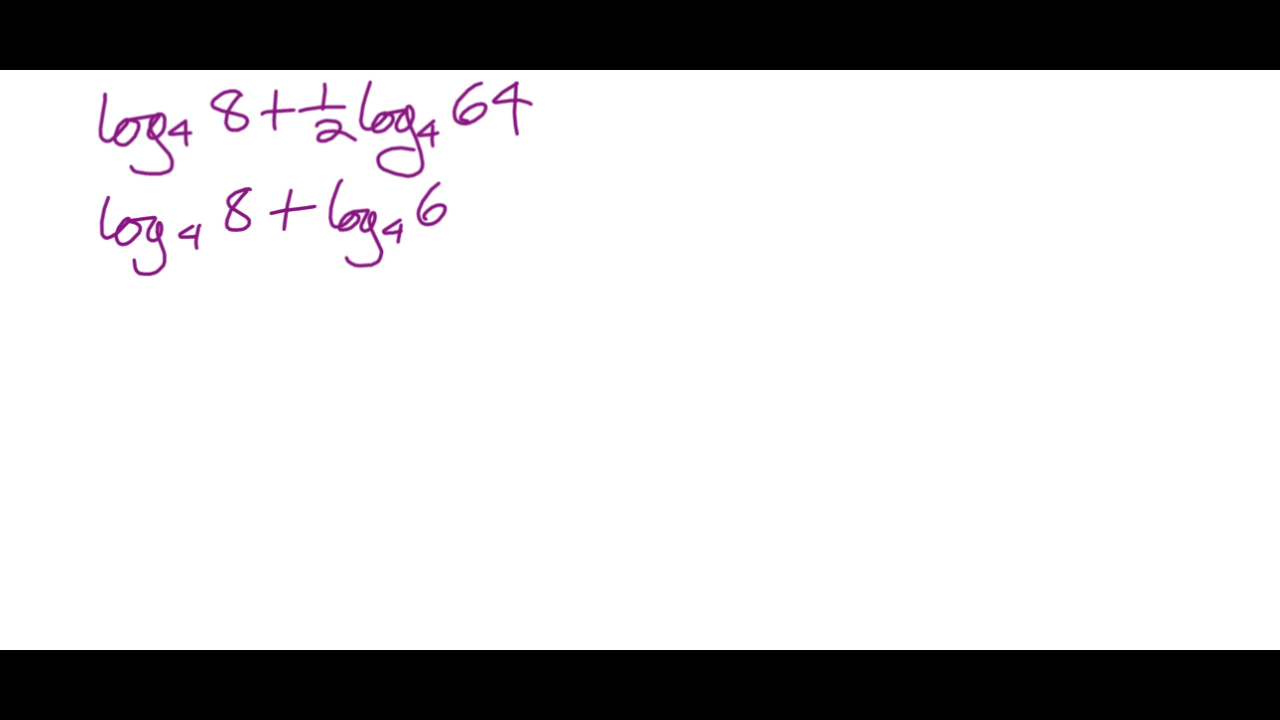 log₄ 8 + ½ log₄ 64
log₄ 8 + log₄ 6